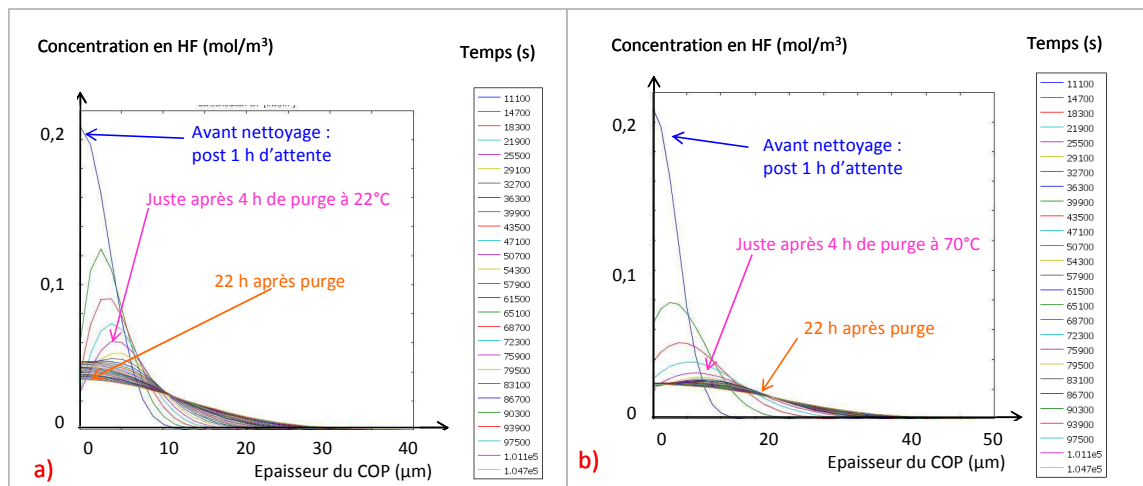 Concentration en HF (mol/m³)
Temps (s)
0,2
0,1
0
Avant nettoyage :
post 1 h d'attente
Juste après 4 h de purge à 22°C
22 h après purge
0 10 20 30 40
Epaisseur du COP (µm)
a)
11100
14700
18300
21900
25500
29100
32700
36300
39900
43500
47100
50700
54300
57900
61500
65100
68700
72300
75900
79500
83100
86700
90300
93900
97500
1.011e5
1.047e5
Concentration en HF (mol/m³)
Temps (s)
0,2
0,1
0
Avant nettoyage :
post 1 h d'attente
Juste après 4 h de purge à 70°C
22 h après purge
0 20 40 50
Epaisseur du COP (µm)
b)
11100
14700
18300
21900
25500
29100
32700
36300
39900
43500
47100
50700
54300
57900
61500
65100
68700
72300
75900
79500
83100
86700
90300
93900
97500
1.011e5
1.047e5